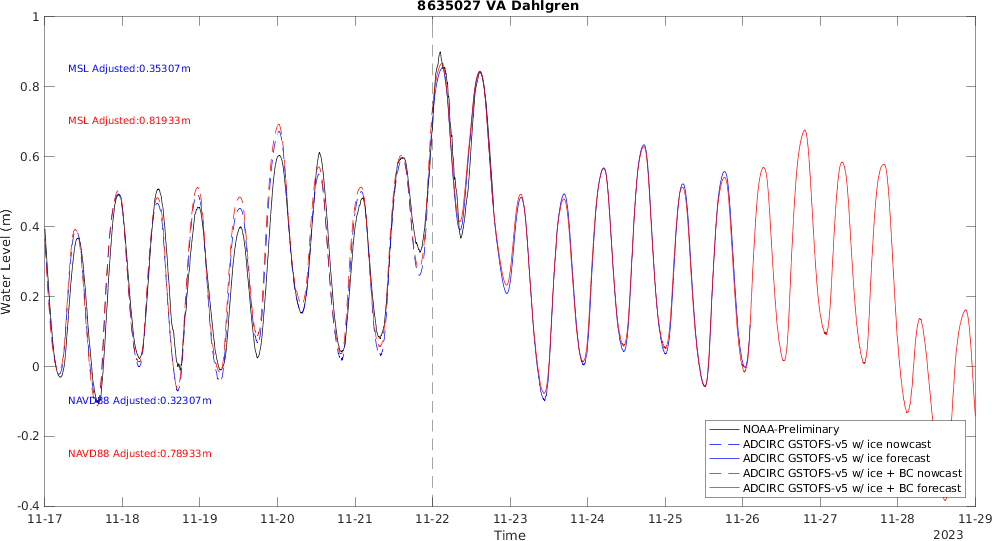 8635027 VA Dahlgren
1
0.8
0.6
0.4
0.2
0
-0.2
-0.4
Water Level (m)
MSL Adjusted:0.35307m
MSL Adjusted:0.81933m
NAVD88 Adjusted:0.32307m
NAVD88 Adjusted:0.78933m
NOAA-Preliminary
ADCIRC GSTOFS-v5 w/ ice nowcast
ADCIRC GSTOFS-v5 w/ ice forecast
ADCIRC GSTOFS-v5 w/ ice + BC nowcast
ADCIRC GSTOFS-v5 w/ ice + BC forecast
11-17 11-18 11-19 11-20 11-21 11-22 11-23 11-24 11-25 11-26 11-27 11-28 11-29
Time
2023